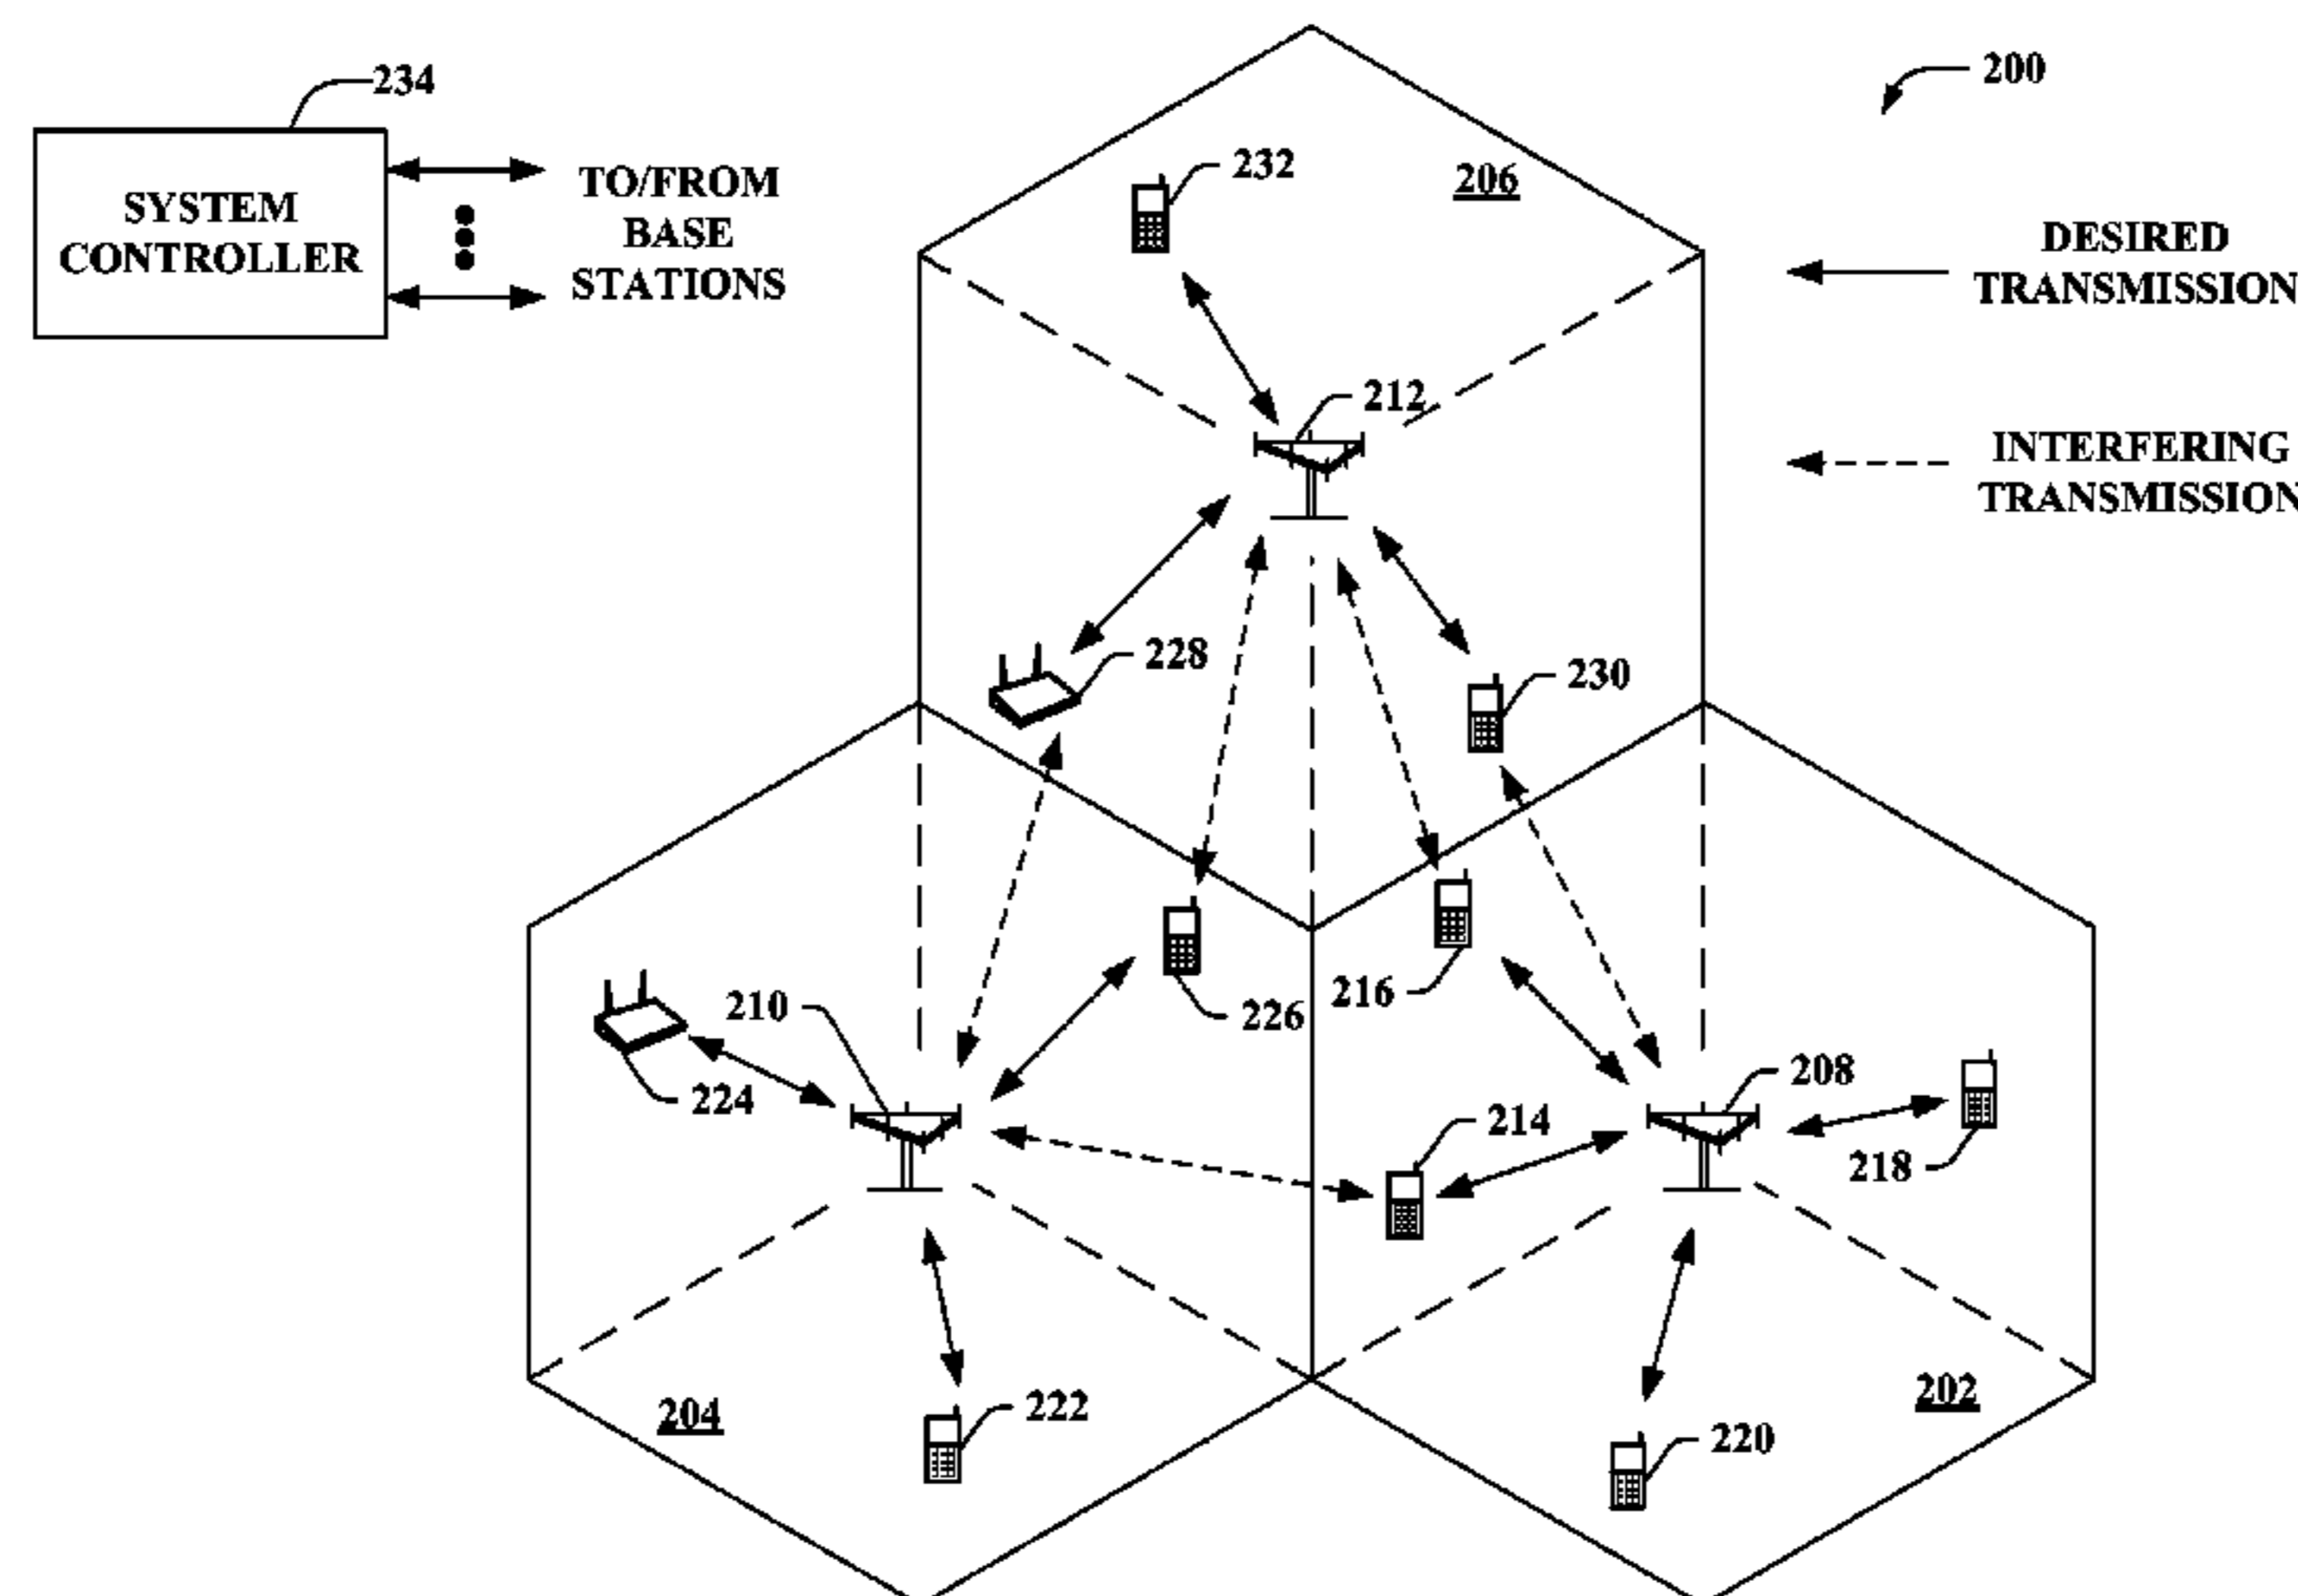 234
200
SYSTEM
CONTROLLER
TO/FROM
BASE
STATIONS
232
206
DESIRED
TRANSMISSION
212
INTERFERING
TRANSMISSION
228
230
210
226
216
224
208
214
218
204
222
202
220